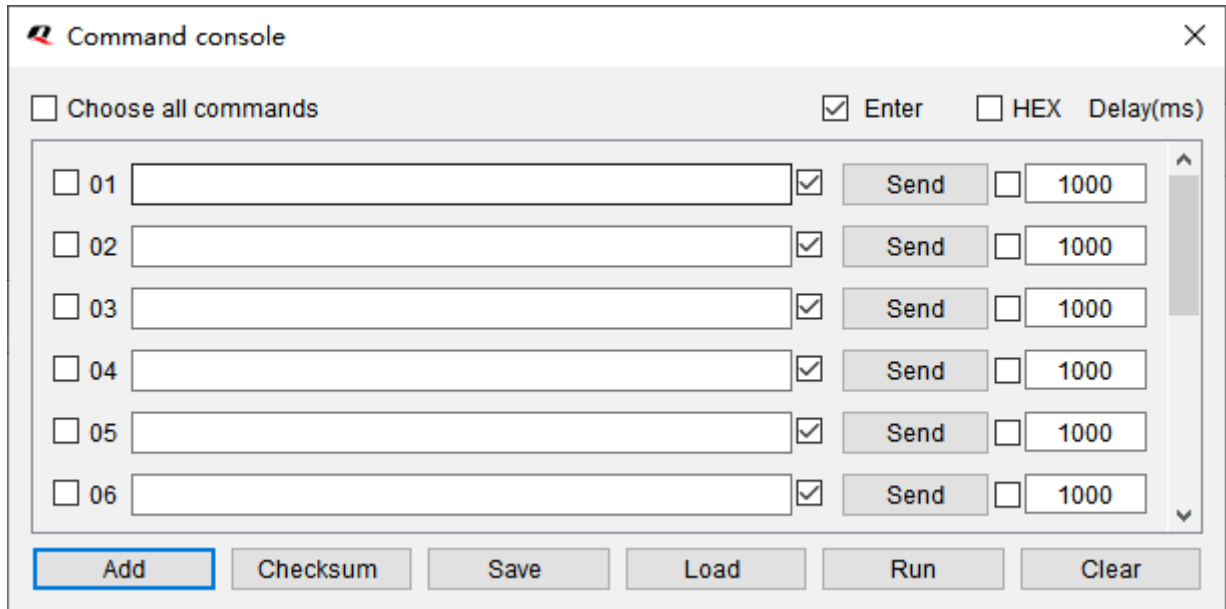 Command console
Choose all commands Enter HEX Delay(ms)
01 Send 1000
02 Send 1000
03 Send 1000
04 Send 1000
05 Send 1000
06 Send 1000
Add Checksum Save Load Run Clear